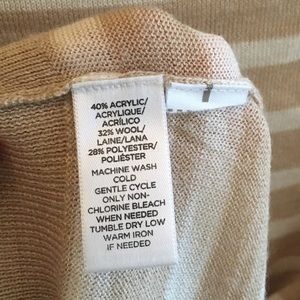 40% ACRYLIC/
ACRYLIQUE/
ACRÍLICO
32% WOOL/
LAINE/LANA
28% POLYESTER/
POLIÉSTER
MACHINE WASH
COLD
GENTLE CYCLE
ONLY NON-
CHLORINE BLEACH
WHEN NEEDED
TUMBLE DRY LOW
WARM IRON
IF NEEDED